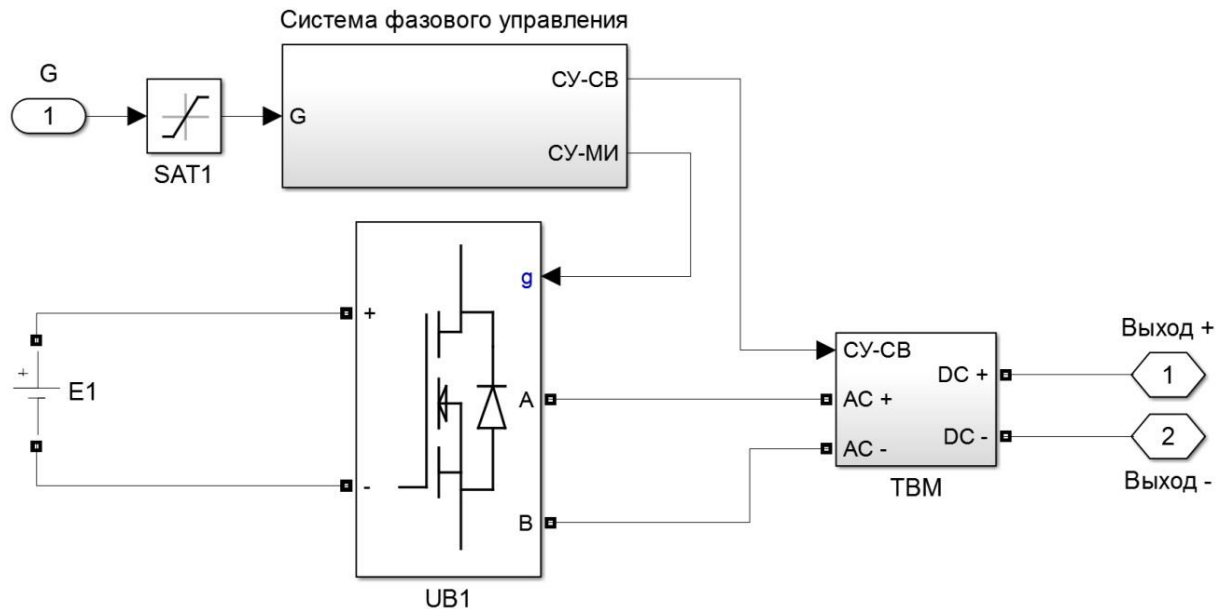 Система фазового управления
G
1
SAT1
G
СУ-СВ
СУ-МИ
+
E1
+
-
g
A
B
UB1
СУ-СВ
AC +
AC -
DC +
DC -
ТВМ
Выход +
1
2
Выход -